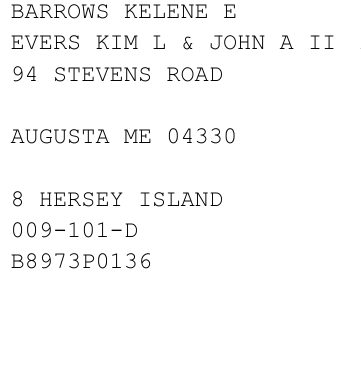 BARROWS KELENE E
EVERS KIM L & JOHN A II
94 STEVENS ROAD
AUGUSTA ME 04330
8 HERSEY ISLAND
009-101-D
B8973P0136